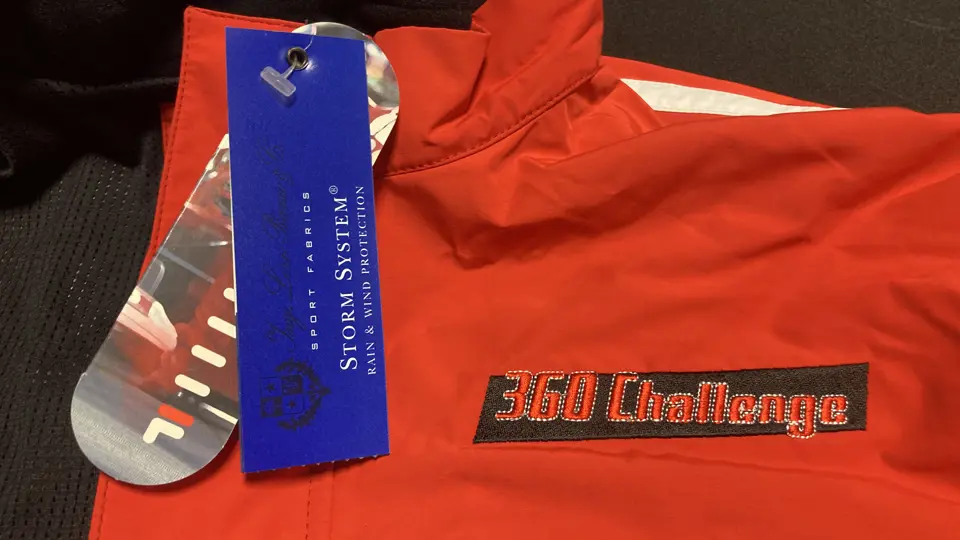 SPORT FABRICS
STORM SYSTEM®
RAIN & WIND PROTECTION
360 Challenge